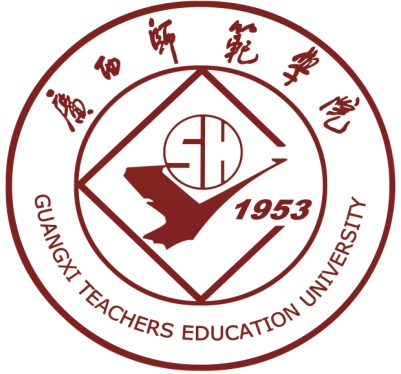 廣西師範學院
SH
1953
GUANGXI TEACHERS EDUCATION UNIVERSITY